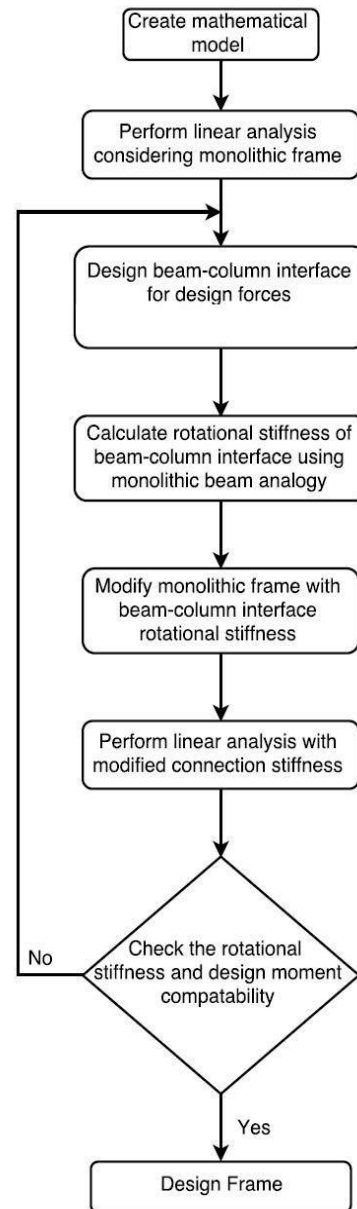 Create mathematical
model
Perform linear analysis
considering monolithic frame
Design beam-column interface
for design forces
Calculate rotational stiffness of
beam-column interface using
monolithic beam analogy
Modify monolithic frame with
beam-column interface
rotational stiffness
Perform linear analysis with
modified connection stiffness
Check the rotational
stiffness and design moment
compatability
No
Yes
Design Frame